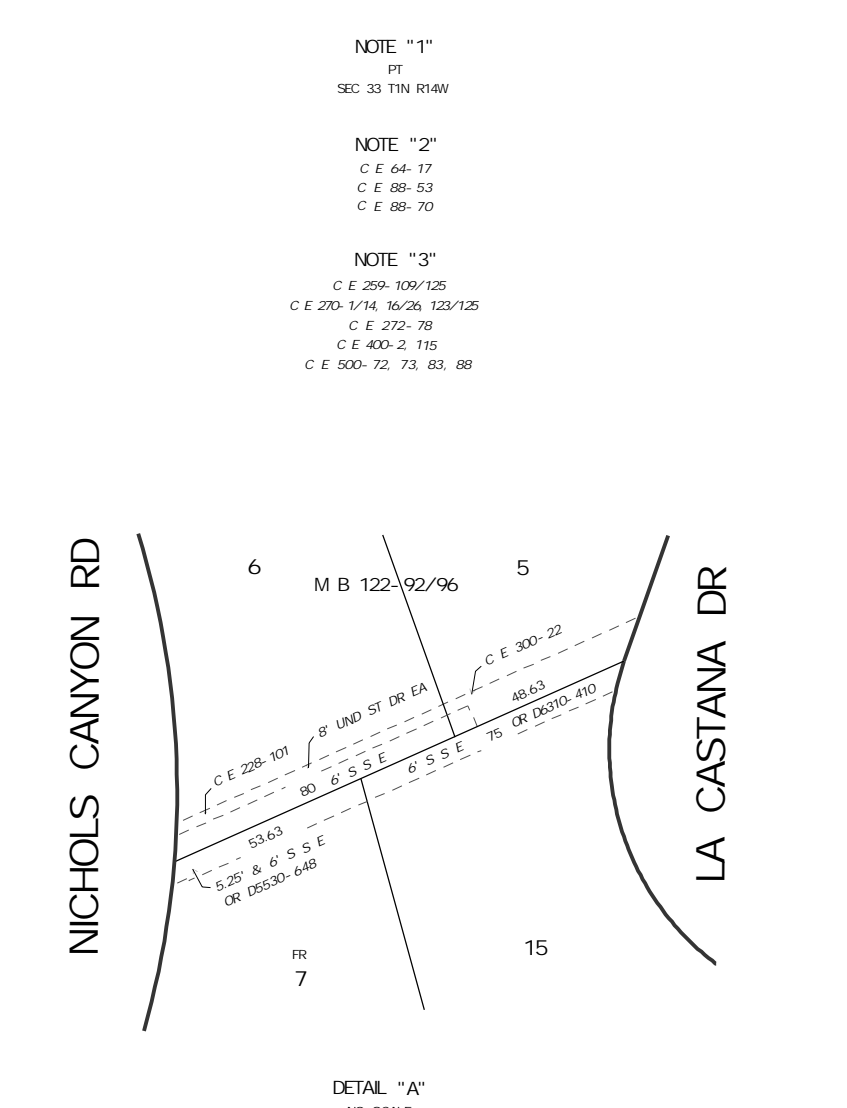 NOTE "1"
PT
SEC 33 T1N R14W
NOTE "2"
C E 64-17
C E 88-53
C E 88-70
NOTE "3"
C E 259-109/125
C E 270-1/14, 16/26, 123/125
C E 272-78
C E 400-2, 115
C E 500-72, 73, 83, 88
NICHOLS CANYON RD
6
5
M B 122-92/96
LA CASTANA DR
C E 300-22
8' UND ST DR EA
48.63
C E 228-101
75 OR D6310-410
80 6' S S E
6' S S E
53.63
5.25' & 6' S S E
OR D5530-648
FR
7
15
DETAIL "A"
NO SCALE